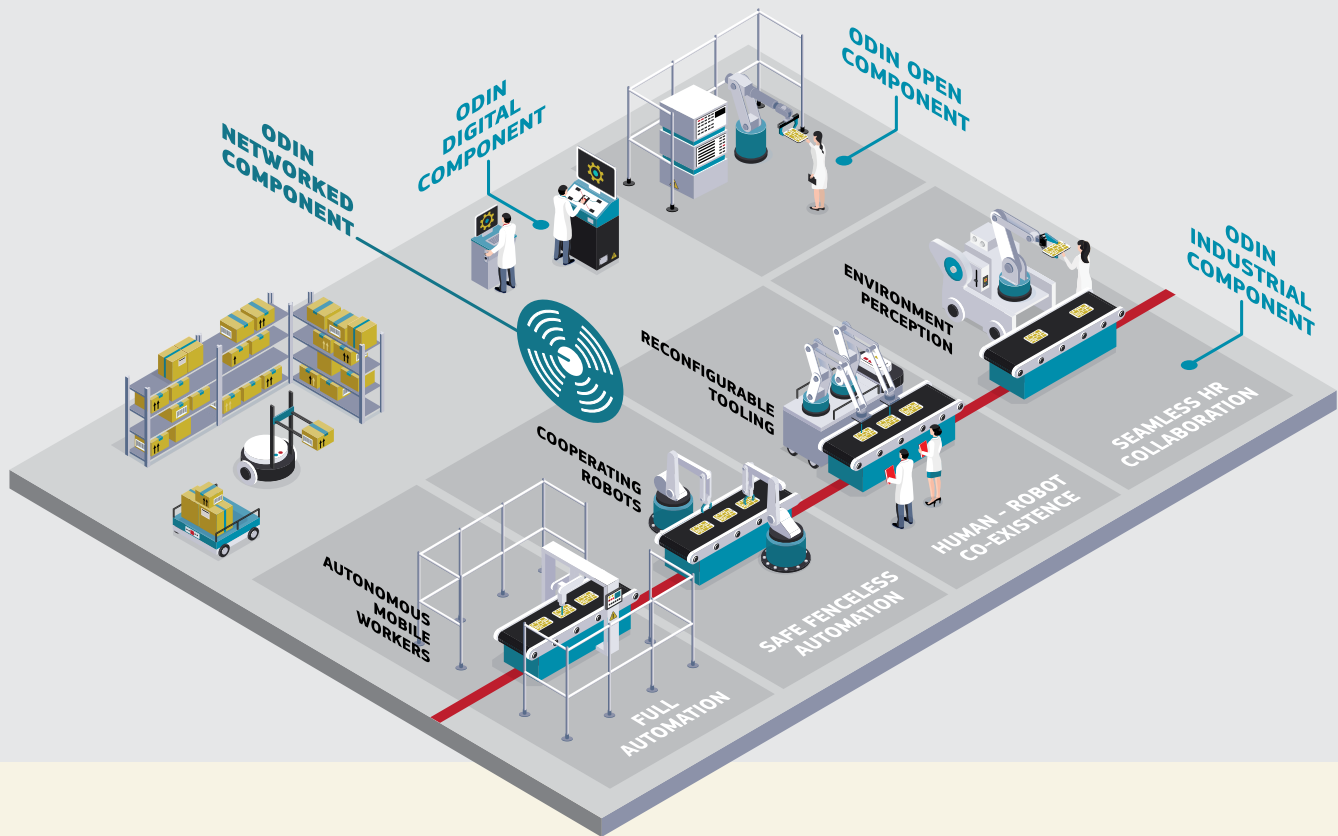 ODIN OPEN
COMPONENT
ODIN
DIGITAL
COMPONENT
ODIN
NETWORKED
COMPONENT
ODIN
INDUSTRIAL
COMPONENT
ENVIRONMENT
PERCEPTION
RECONFIGURABLE
TOOLING
COOPERATING
ROBOTS
AUTONOMOUS
MOBILE
WORKERS
SEAMLESS HR
COLLABORATION
HUMAN - ROBOT
CO-EXISTENCE
SAFE FENCELESS
AUTOMATION
FULL
AUTOMATION